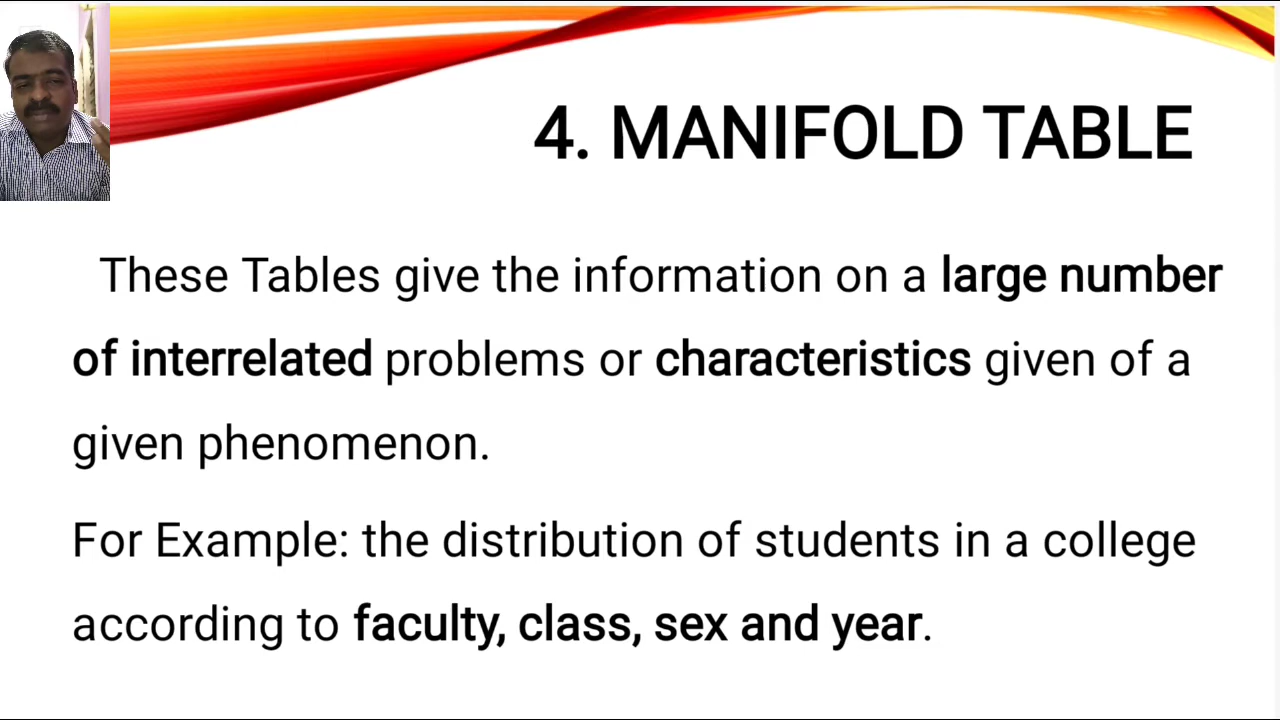 4. MANIFOLD TABLE
These Tables give the information on a large number
of interrelated problems or characteristics given of a
given phenomenon.
For Example: the distribution of students in a college
according to faculty, class, sex and year.